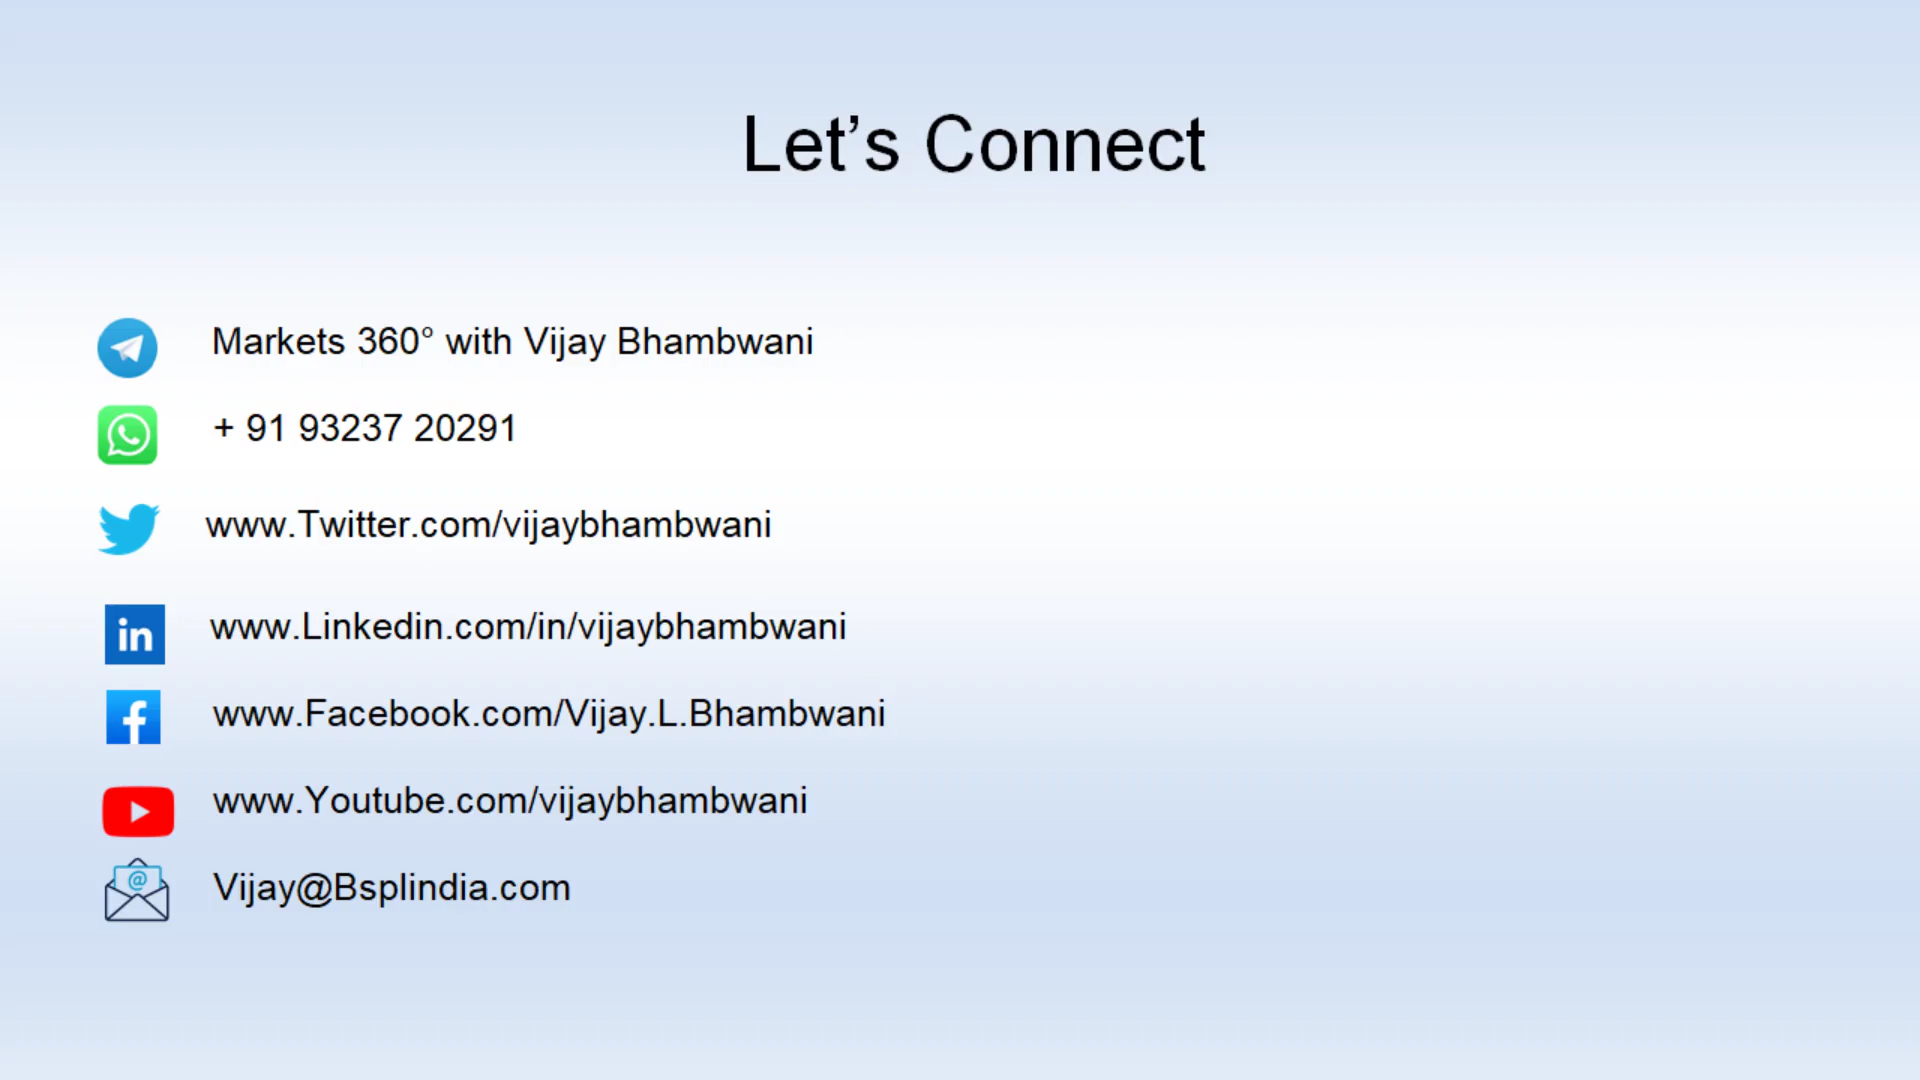 Let’s Connect
Markets 360° with Vijay Bhambwani
+ 91 93237 20291
www.Twitter.com/vijaybhambwani
in
www.Linkedin.com/in/vijaybhambwani
f
www.Facebook.com/Vijay.L.Bhambwani
www.Youtube.com/vijaybhambwani
@
Vijay@Bsplindia.com